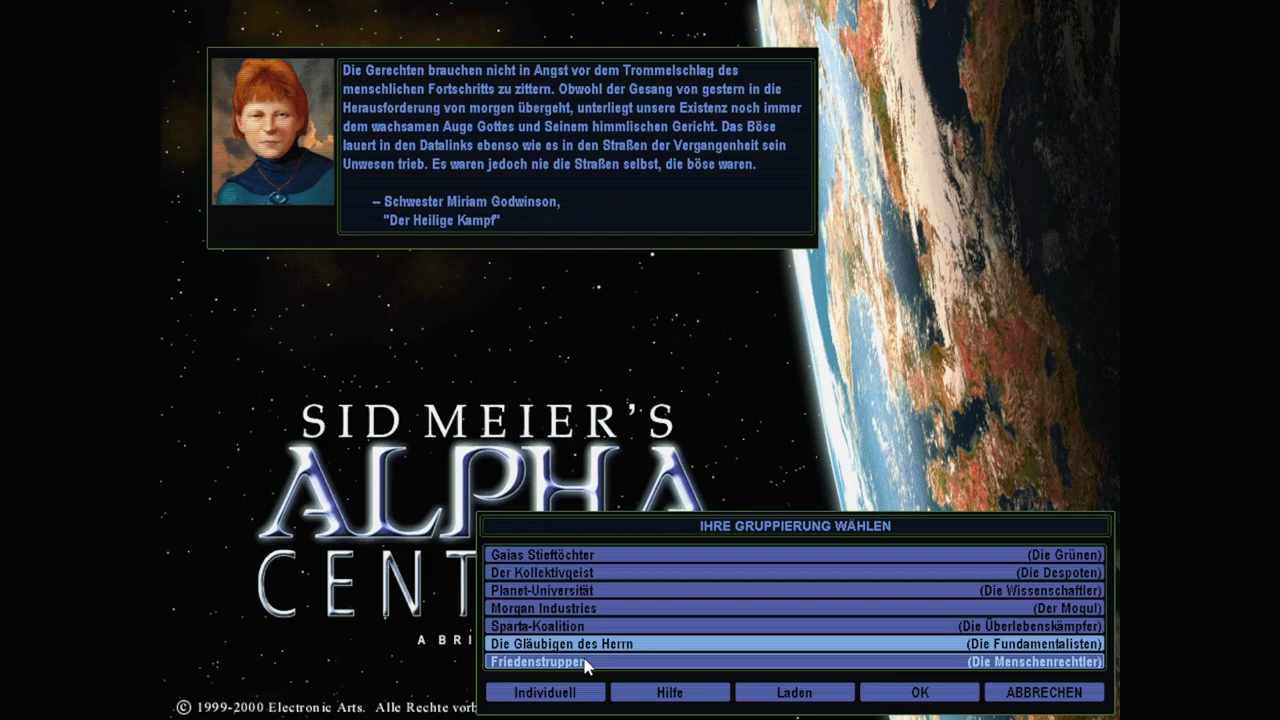 Die Gerechten brauchen nicht in Angst vor dem Trommelschlag des
menschlichen Fortschritts zu zittern. Obwohl der Gesang von gestern in die
Herausforderung von morgen übergeht, unterliegt unsere Existenz noch immer
dem wachsamen Auge Gottes und Seinem himmlischen Gericht. Das Böse
lauert in den Datalinks ebenso wie es in den Straßen der Vergangenheit sein
Unwesen trieb. Es waren jedoch nie die Straßen selbst, die böse waren.
– Schwester Miriam Godwinson,
"Der Heilige Kampf"
SID MEIER'S
ALPHA
CENT
A BRI
IHRE GRUPPIERUNG WÄHLEN
Gaias Stieftöchter (Die Grünen)
Der Kollektivgeist (Die Despoten)
Planet-Universität (Die Wissenschaftler)
Morgan Industries (Der Mogul)
Sparta-Koalition (Die Überlebenskämpfer)
Die Gläubigen des Herrn (Die Fundamentalisten)
Friedenstruppen (Die Menschenrechtler)
Individuell Hilfe Laden OK ABBRECHEN
© 1999-2000 Electronic Arts. Alle Rechte vorb